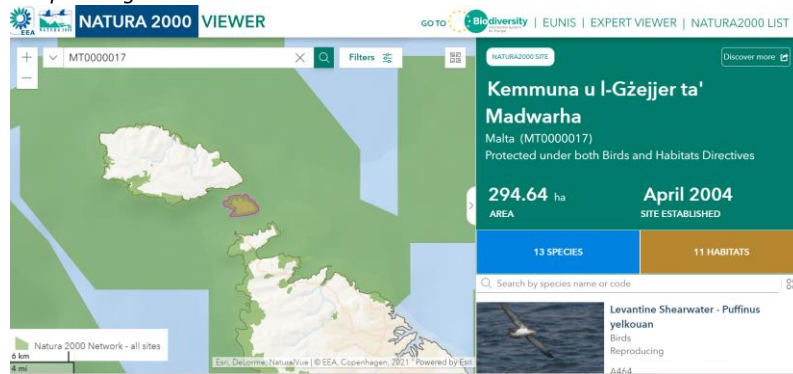 NATURA 2000 VIEWER
GO TO Biodiversity | EUNIS | EXPERT VIEWER | NATURA2000 LIST
EEA
MT0000017
Filters
NATURA2000 SITE
Discover more
Kemmuna u l-Gżejjer ta'
Madwarha
Malta (MT0000017)
Protected under both Birds and Habitats Directives
294.64 ha
AREA
April 2004
SITE ESTABLISHED
13 SPECIES
11 HABITATS
Search by species name or code
Levantine Shearwater - Puffinus
yelkouan
Birds
Reproducing
A464
Natura 2000 Network - all sites
6 km
4 mi
Esri, DeLorme, NaturalVue | © EEA, Copenhagen, 2021 Powered by Esri